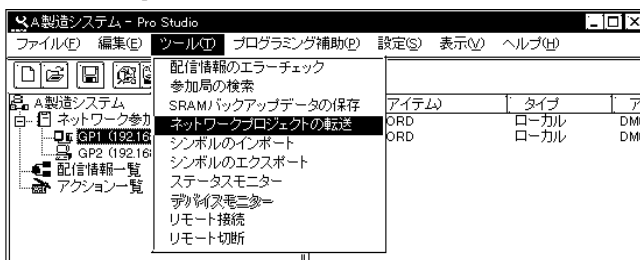 A製造システム - Pro Studio
ファイル(F) 編集(E) ツール(T) プログラミング補助(P) 設定(S) 表示(V) ヘルプ(H)
配信情報のエラーチェック
参加局の検索
SRAMバックアップデータの保存
ネットワークプロジェクトの転送
シンボルのインポート
シンボルのエクスポート
ステータスモニター
デバイスモニター
リモート接続
リモート切断
A製造システム
ネットワーク参加
GP1 (192.16
GP2 (192.16
配信情報一覧
アクション一覧
アイテム) タイプ ア
ORD ローカル DM
ORD ローカル DM